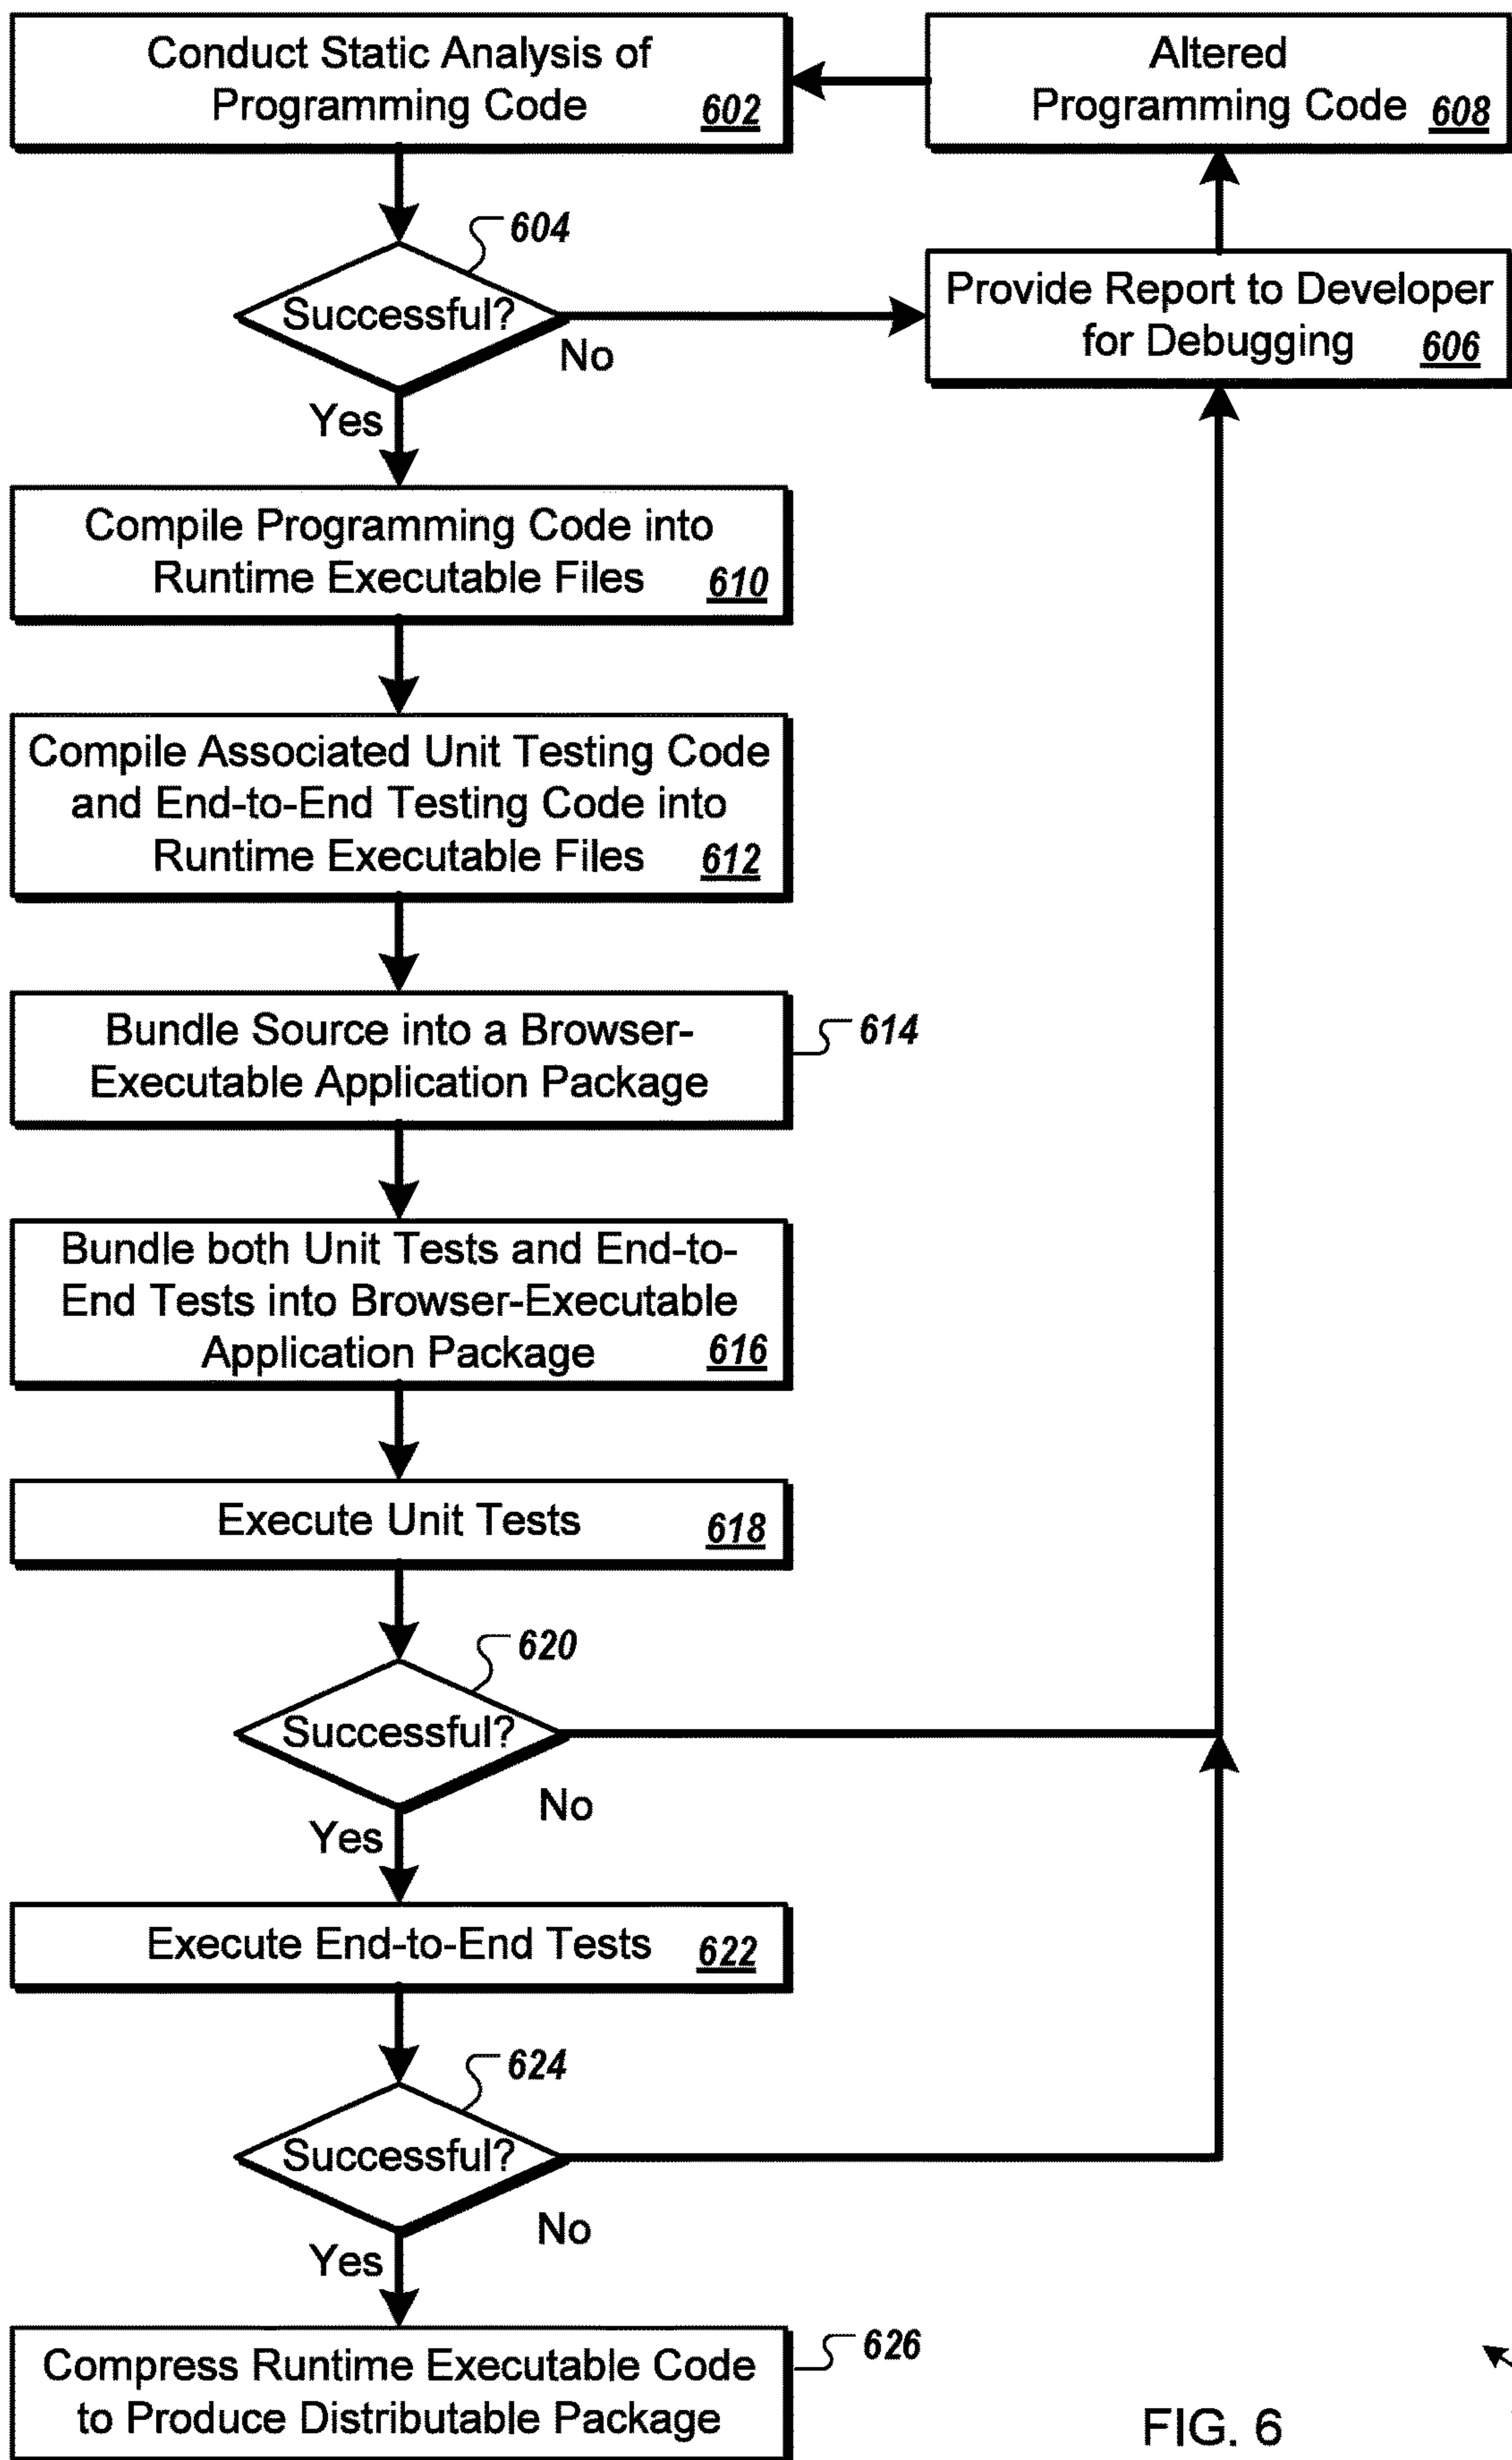 Conduct Static Analysis of
Programming Code 602
Altered
Programming Code 608
604
Successful?
No
Yes
Provide Report to Developer
for Debugging 606
Compile Programming Code into
Runtime Executable Files 610
Compile Associated Unit Testing Code
and End-to-End Testing Code into
Runtime Executable Files 612
Bundle Source into a Browser-
Executable Application Package
614
Bundle both Unit Tests and End-to-
End Tests into Browser-Executable
Application Package 616
Execute Unit Tests 618
620
Successful?
No
Yes
Execute End-to-End Tests 622
624
Successful?
No
Yes
Compress Runtime Executable Code
to Produce Distributable Package
626
FIG. 6